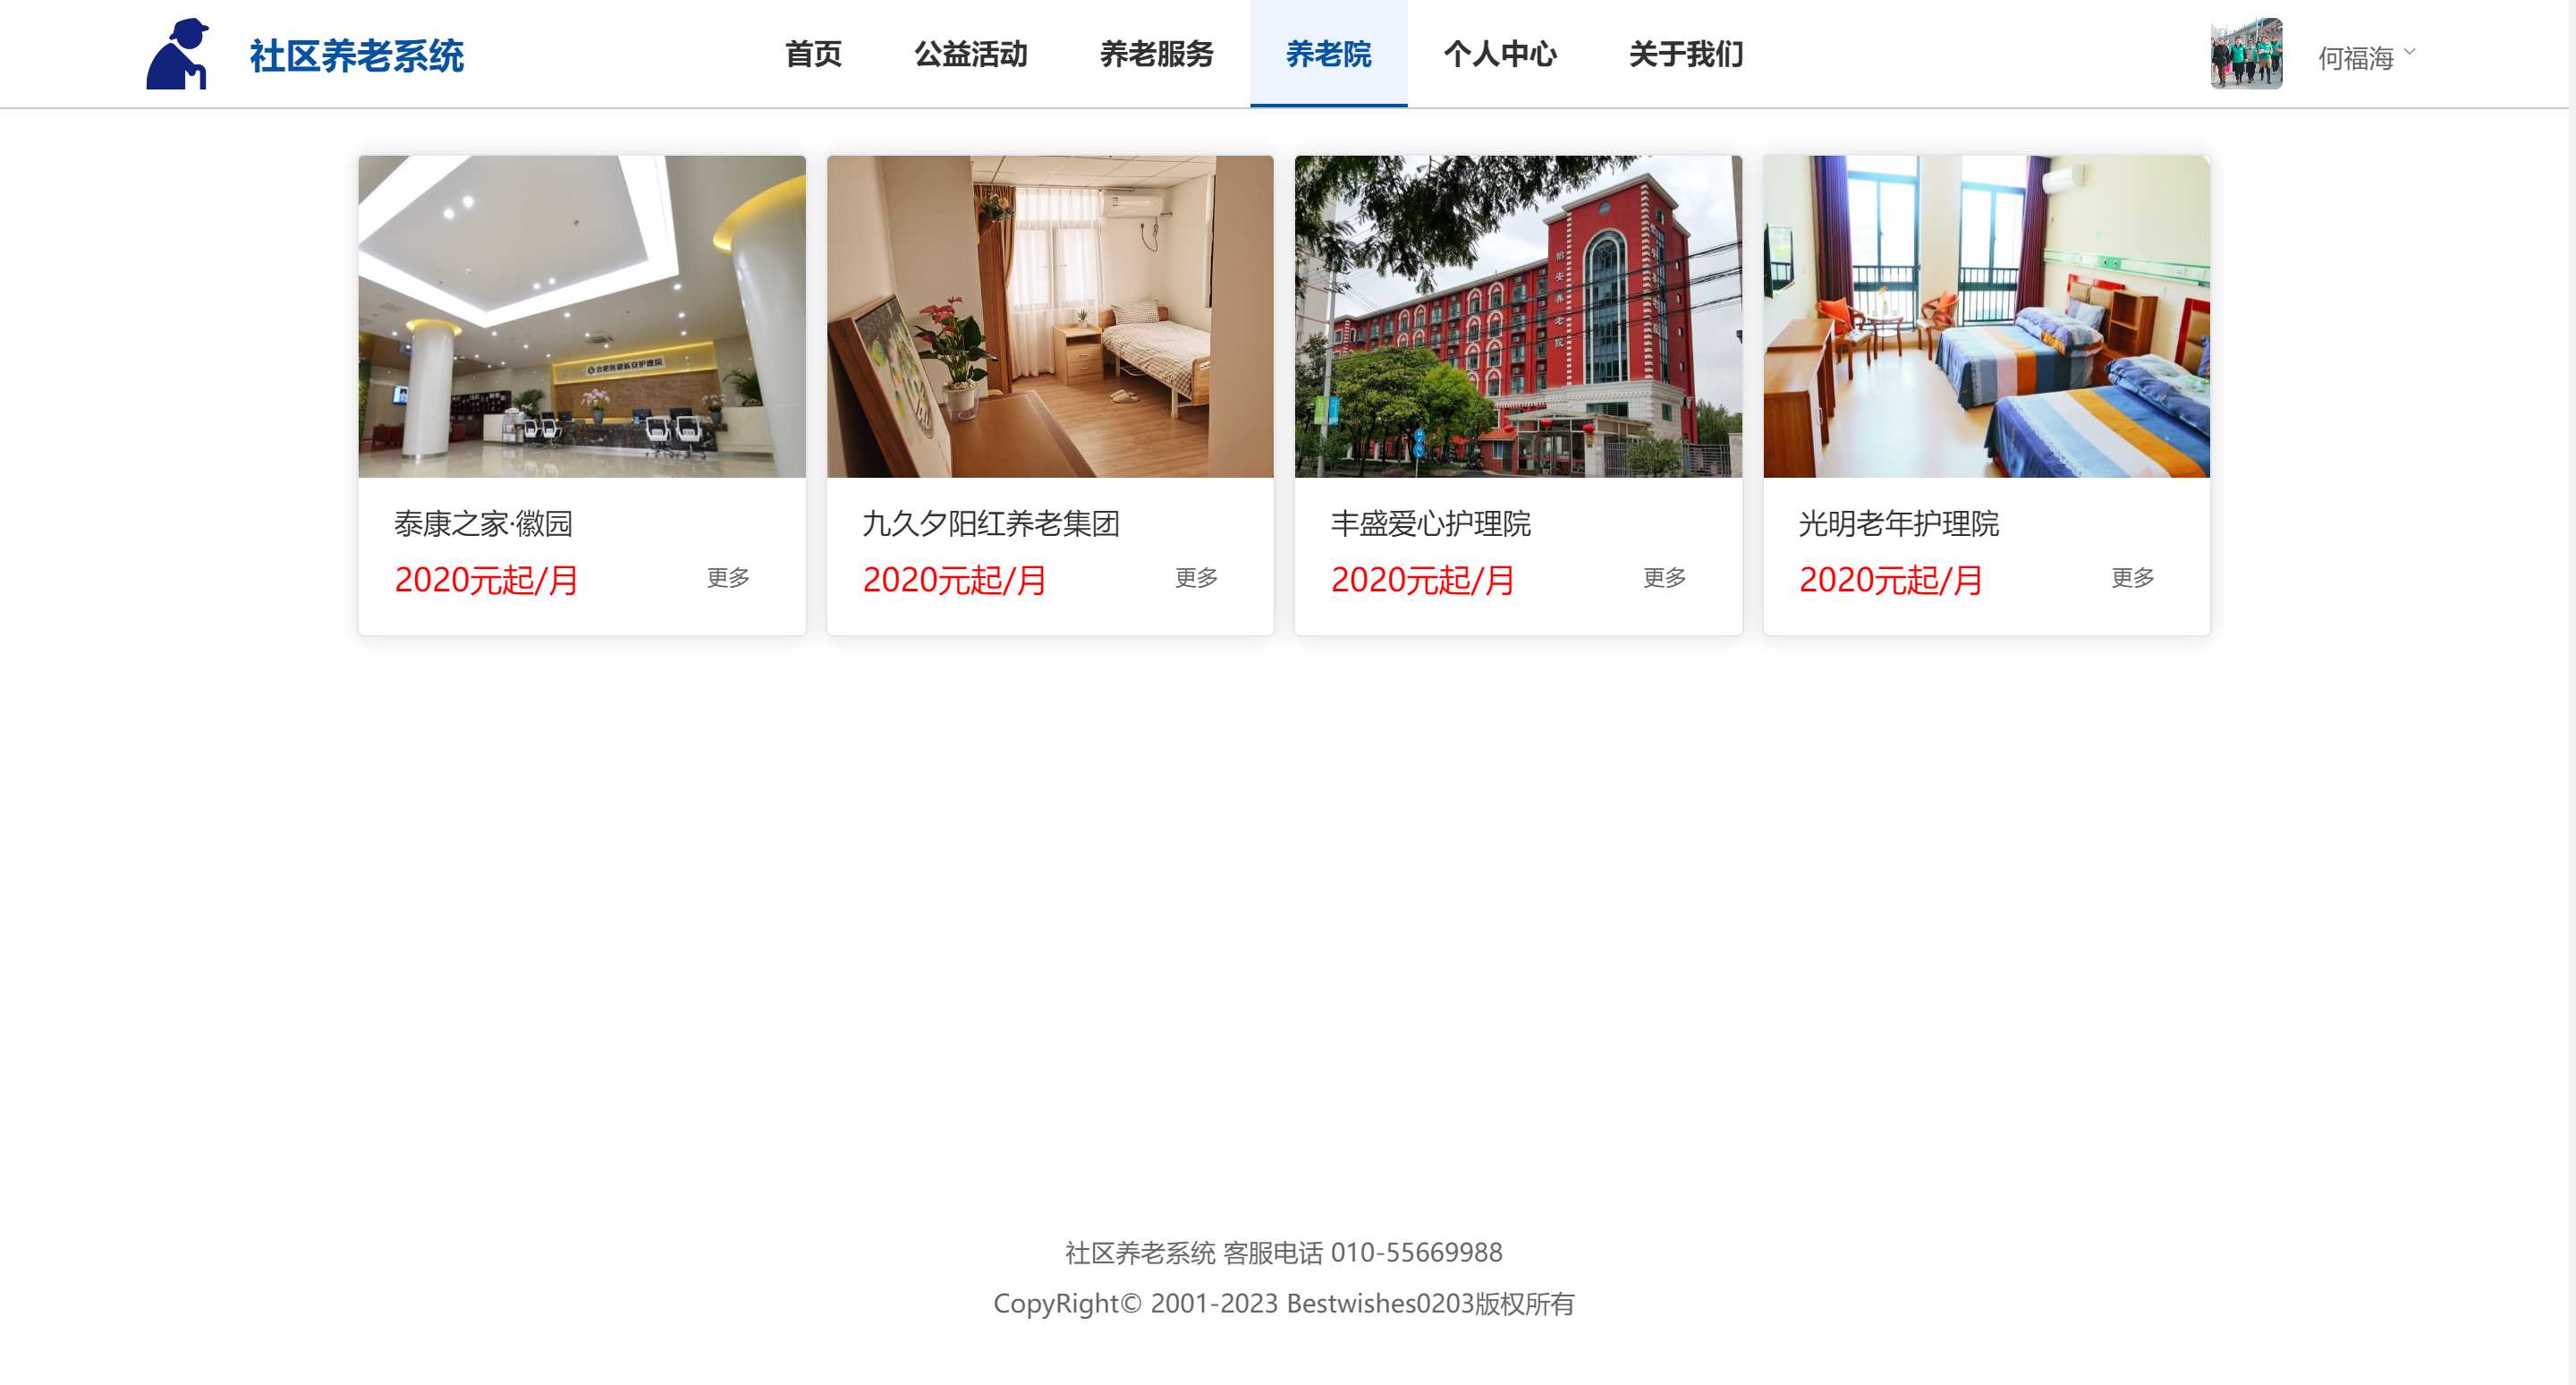 社区养老系统
首页
公益活动
养老服务
养老院
个人中心
关于我们
何福海
怡安养老院
泰康之家·徽园
2020元起/月
更多
九久夕阳红养老集团
2020元起/月
更多
丰盛爱心护理院
2020元起/月
更多
光明老年护理院
2020元起/月
更多
社区养老系统 客服电话 010-55669988
CopyRight© 2001-2023 Bestwishes0203版权所有